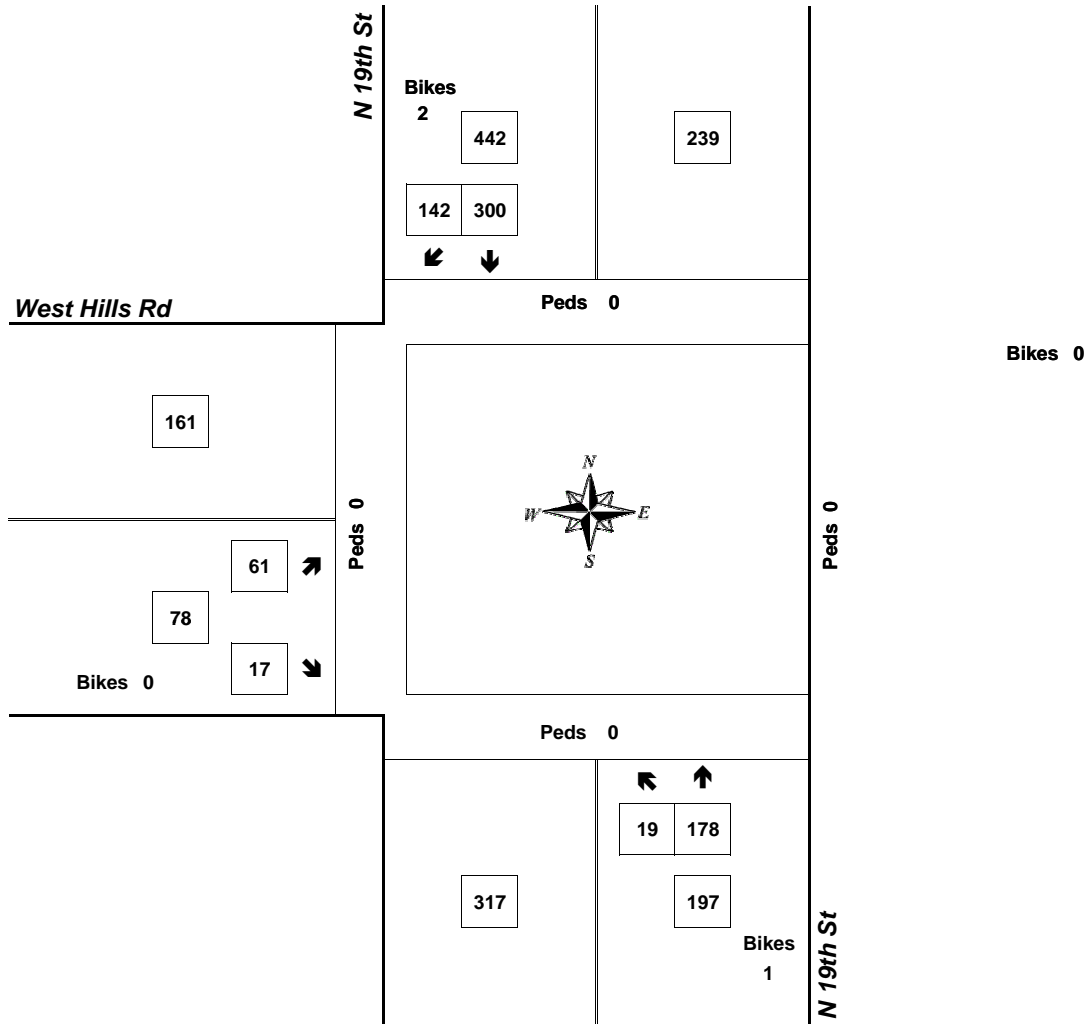 N 19th St
Bikes
2
442
239
142 300
West Hills Rd
Peds 0
Bikes 0
161
N
W E
S
Peds 0
Peds 0
61
78
17
Bikes 0
Peds 0
19 178
317
197
Bikes
1
N 19th St